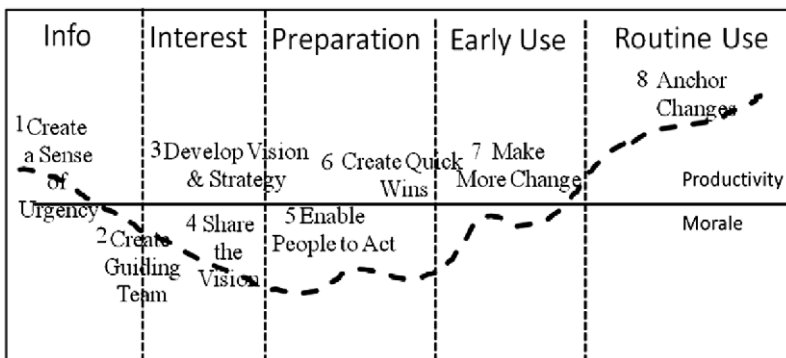 Info
Interest
Preparation
Early Use
Routine Use
1 Create
a Sense
of
Urgency
2 Create
Guiding
Team
3 Develop Vision
& Strategy
4 Share
the
Vision
5 Enable
People to Act
6 Create Quick
Wins
7 Make
More Change
8 Anchor
Changes
Productivity
Morale